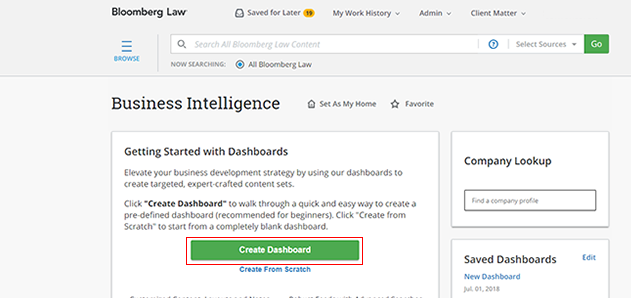 Bloomberg Law
Saved for Later 19
My Work History
Admin
Client Matter
BROWSE
Search All Bloomberg Law Content
?
Select Sources
Go
NOW SEARCHING:
All Bloomberg Law
Business Intelligence
Set As My Home
Favorite
Getting Started with Dashboards
Elevate your business development strategy by using our dashboards to
create targeted, expert-crafted content sets.
Click "Create Dashboard" to walk through a quick and easy way to create a
pre-defined dashboard (recommended for beginners). Click "Create from
Scratch" to start from a completely blank dashboard.
Create Dashboard
Create From Scratch
Company Lookup
Find a company profile
Saved Dashboards
Edit
New Dashboard
Jul. 01, 2018